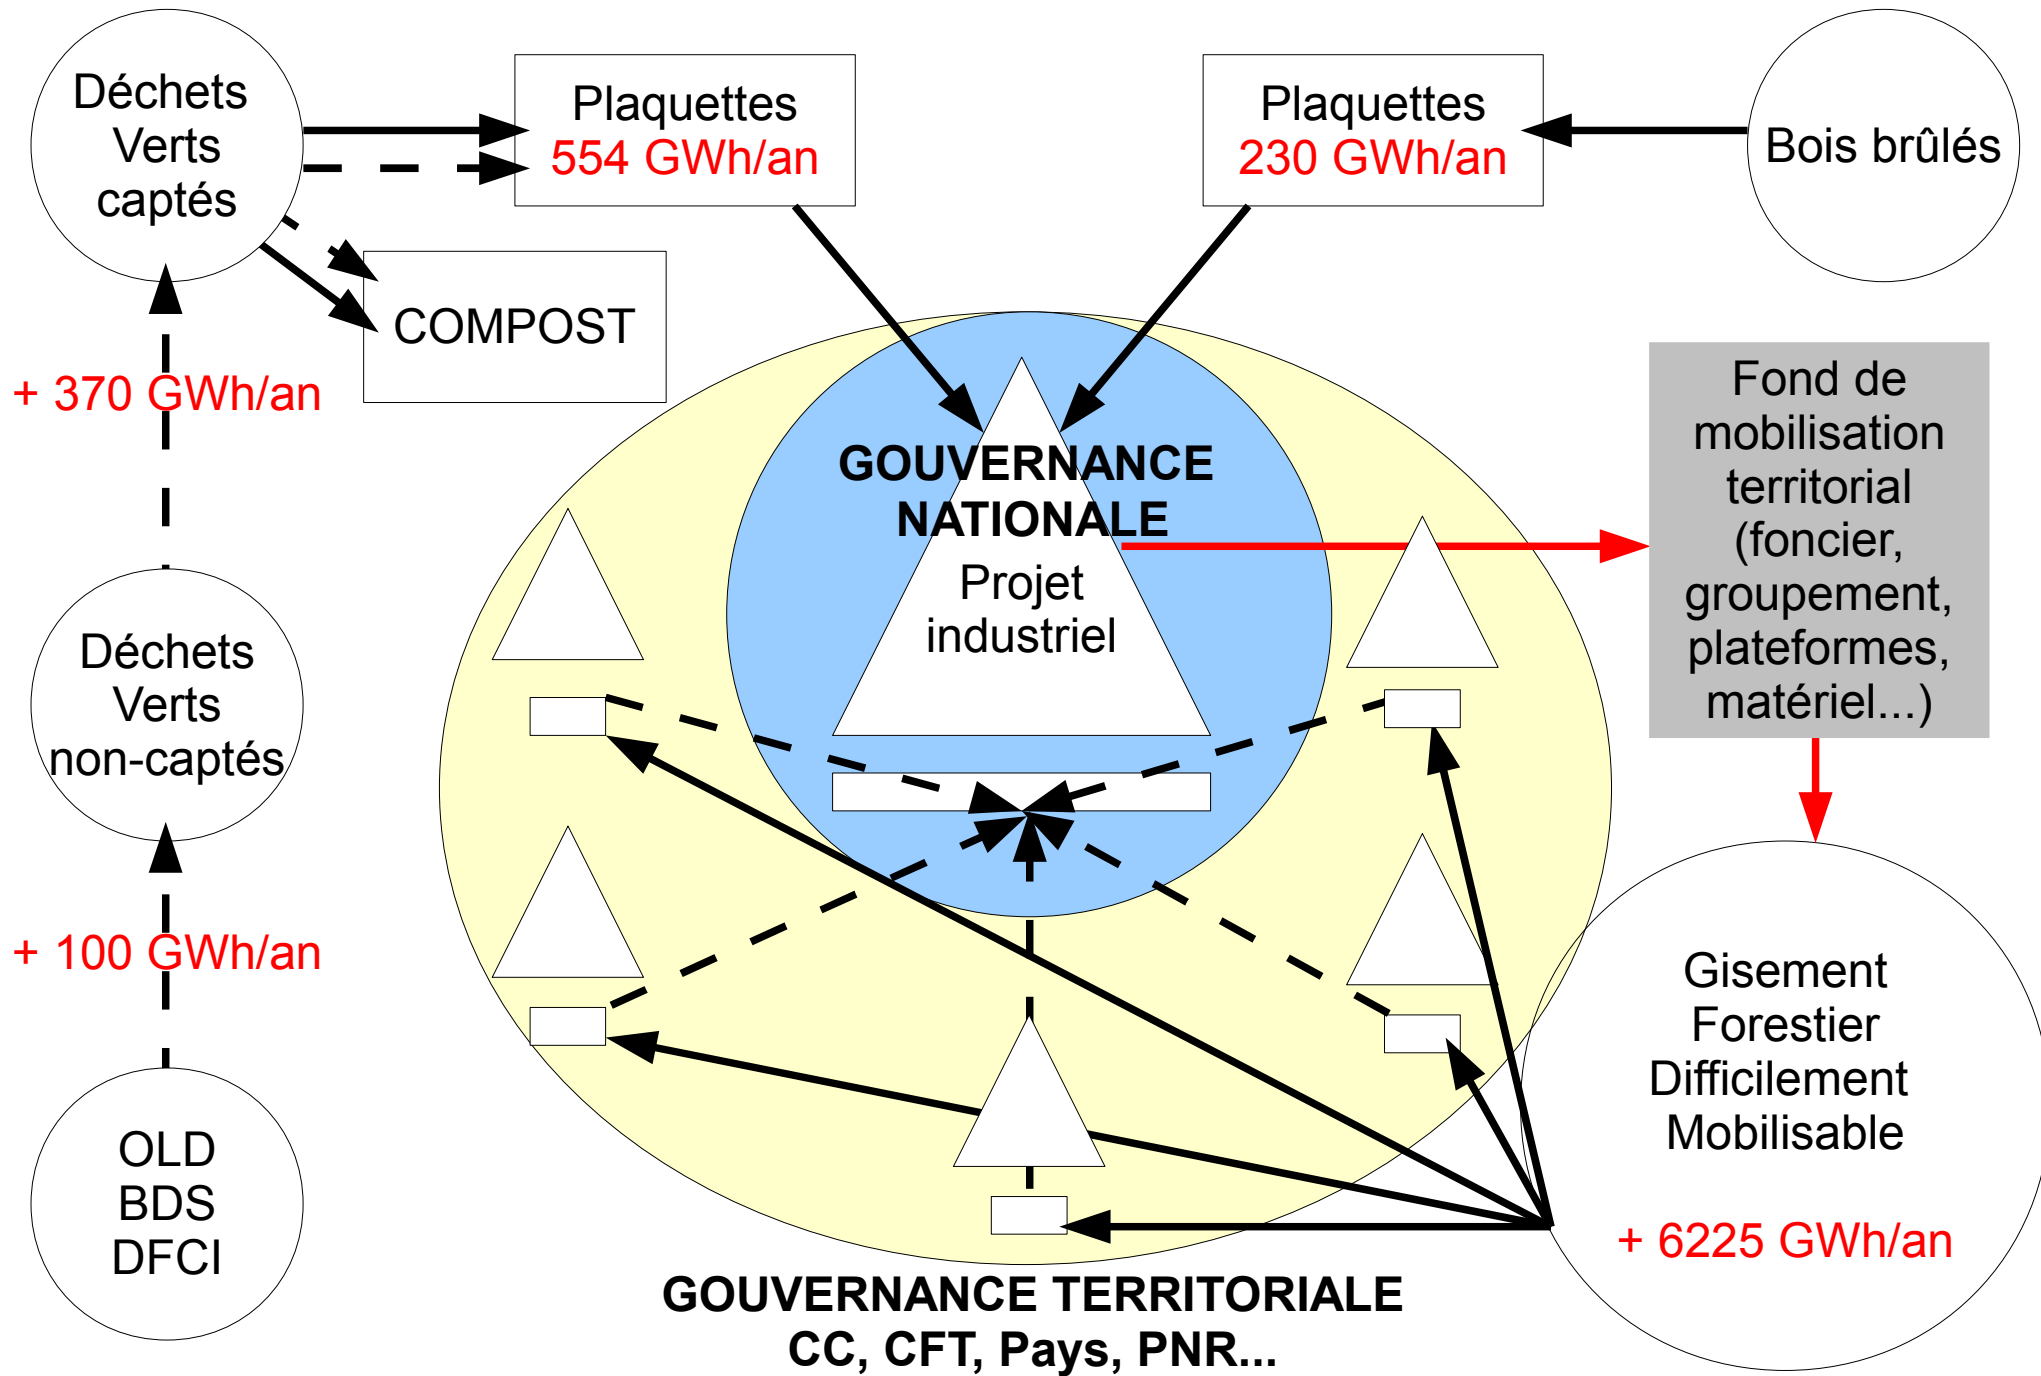 Déchets
Verts
captés
Plaquettes
554 GWh/an
Plaquettes
230 GWh/an
Bois brûlés
COMPOST
+ 370 GWh/an
Fond de
mobilisation
territorial
(foncier,
groupement,
plateformes,
matériel...)
GOUVERNANCE
NATIONALE
Projet
industriel
Déchets
Verts
non-captés
+ 100 GWh/an
OLD
BDS
DFCI
Gisement
Forestier
Difficilement
Mobilisable
+ 6225 GWh/an
GOUVERNANCE TERRITORIALE
CC, CFT, Pays, PNR...